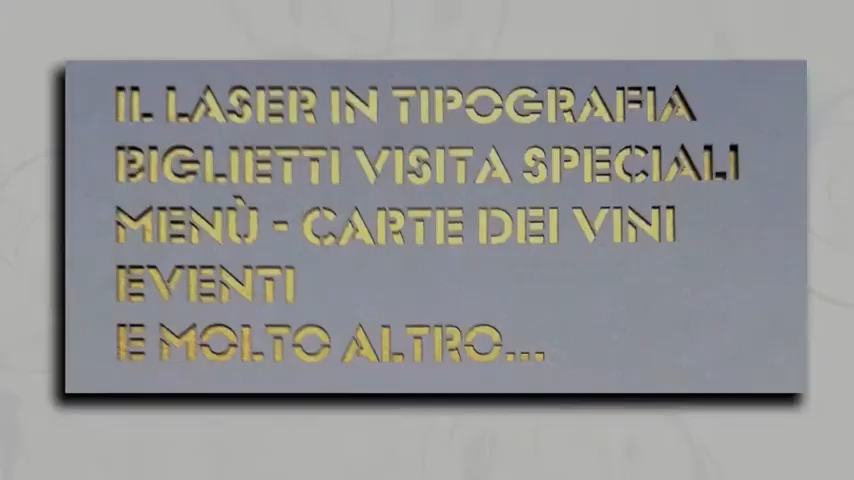 IL LASER IN TIPOGRAFIA
BIGLIETTI VISITA SPECIALI
MENÙ - CARTE DEI VINI
EVENTI
E MOLTO ALTRO...